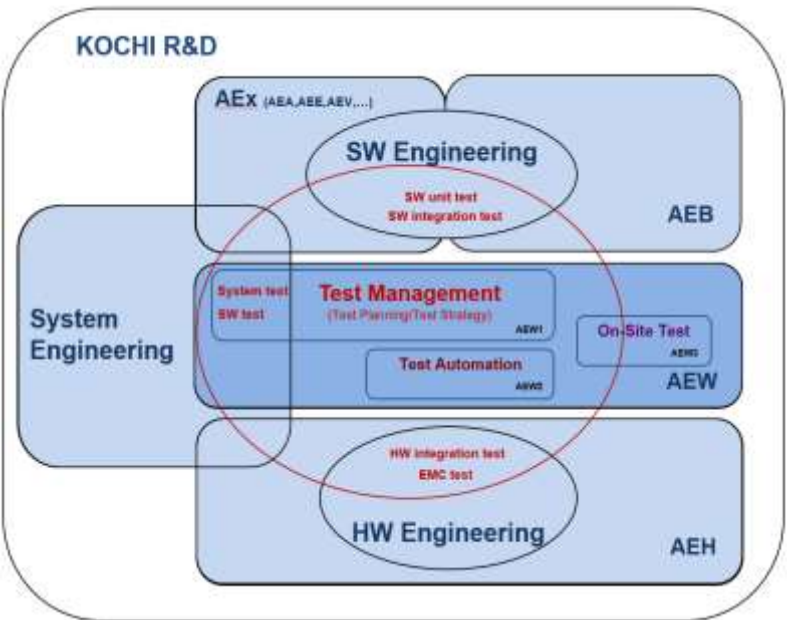 KOCHI R&D
AEx (AEA,AEE,AEV,...)
SW Engineering
SW unit test
SW integration test
AEB
System test
SW test
Test Management
(Test Planning/Test Strategy)
AEW1
System
Engineering
On-Site Test
AEW3
Test Automation
AEW2
AEW
HW integration test
EMC test
HW Engineering
AEH